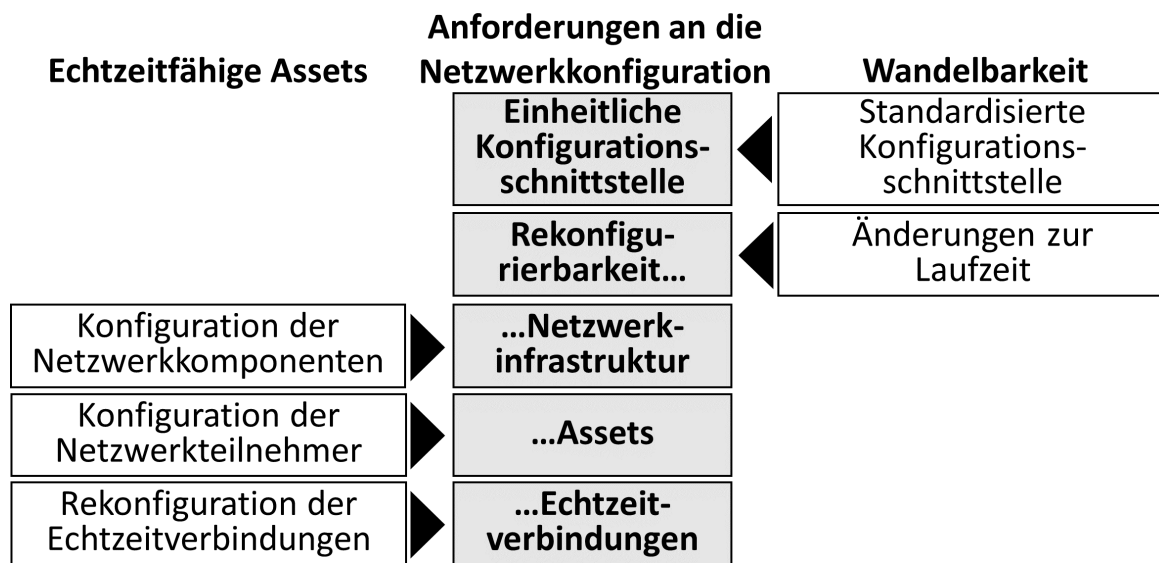 Echtzeitfähige Assets
Anforderungen an die
Netzwerkkonfiguration
Wandelbarkeit
Einheitliche
Konfigurations-
schnittstelle
Standardisierte
Konfigurations-
schnittstelle
Rekonfigu-
rierbarkeit...
Änderungen zur
Laufzeit
Konfiguration der
Netzwerkkomponenten
...Netzwerk-
infrastruktur
Konfiguration der
Netzwerkteilnehmer
...Assets
Rekonfiguration der
Echtzeitverbindungen
...Echtzeit-
verbindungen